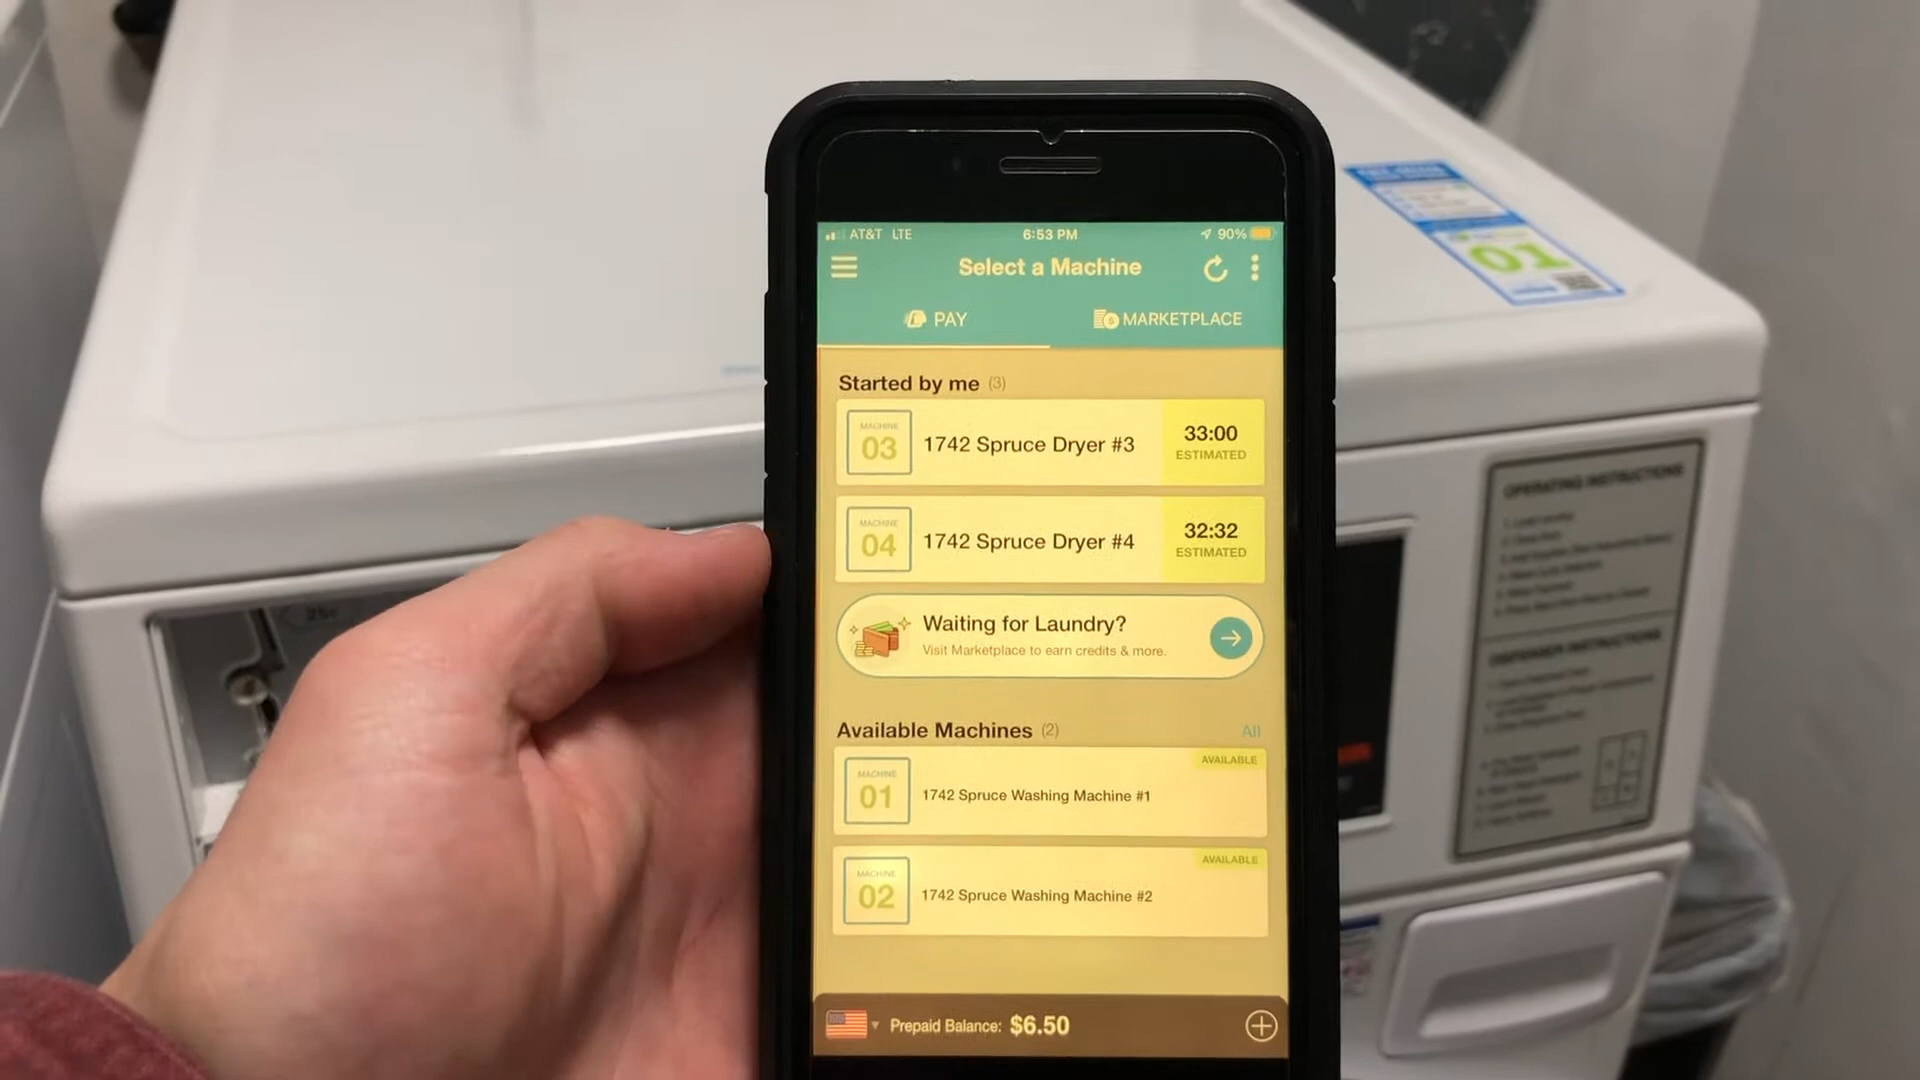 AT&T LTE 6:53 PM 90%
Select a Machine
PAY MARKETPLACE
Started by me (3)
MACHINE
03
1742 Spruce Dryer #3
33:00
ESTIMATED
MACHINE
04
1742 Spruce Dryer #4
32:32
ESTIMATED
Waiting for Laundry?
Visit Marketplace to earn credits & more.
Available Machines (2) All
MACHINE
01
1742 Spruce Washing Machine #1
AVAILABLE
MACHINE
02
1742 Spruce Washing Machine #2
AVAILABLE
Prepaid Balance: $6.50
01
25¢
OPERATING INSTRUCTIONS
DISPENSER INSTRUCTIONS